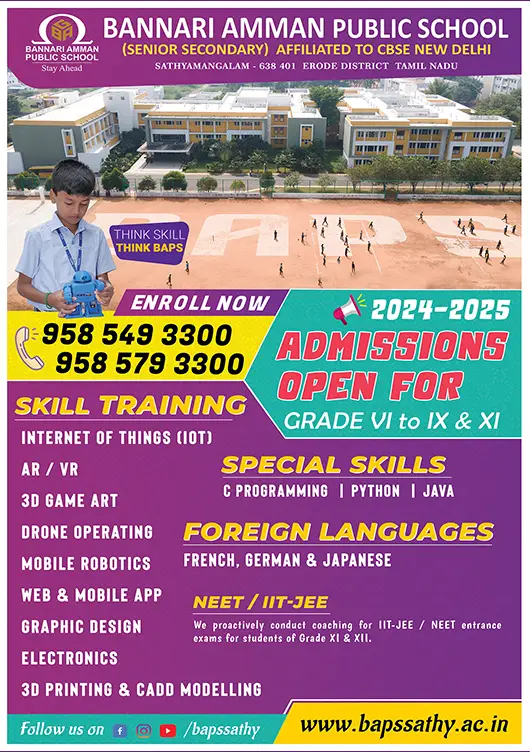 BANNARI AMMAN PUBLIC SCHOOL
(SENIOR SECONDARY) AFFILIATED TO CBSE NEW DELHI
SATHYAMANGALAM - 638 401 ERODE DISTRICT TAMIL NADU
BANNARI AMMAN
PUBLIC SCHOOL
Stay Ahead
THINK SKILL
THINK BAPS
BAPS
ENROLL NOW
958 549 3300
958 579 3300
2024-2025
ADMISSIONS
OPEN FOR
GRADE VI to IX & XI
SKILL TRAINING
INTERNET OF THINGS (IOT)
AR / VR
3D GAME ART
DRONE OPERATING
MOBILE ROBOTICS
WEB & MOBILE APP
GRAPHIC DESIGN
ELECTRONICS
3D PRINTING & CADD MODELLING
SPECIAL SKILLS
C PROGRAMMING | PYTHON | JAVA
FOREIGN LANGUAGES
FRENCH, GERMAN & JAPANESE
NEET / IIT-JEE
We proactively conduct coaching for IIT-JEE / NEET entrance
exams for students of Grade XI & XII.
Follow us on /bapssathy
www.bapssathy.ac.in